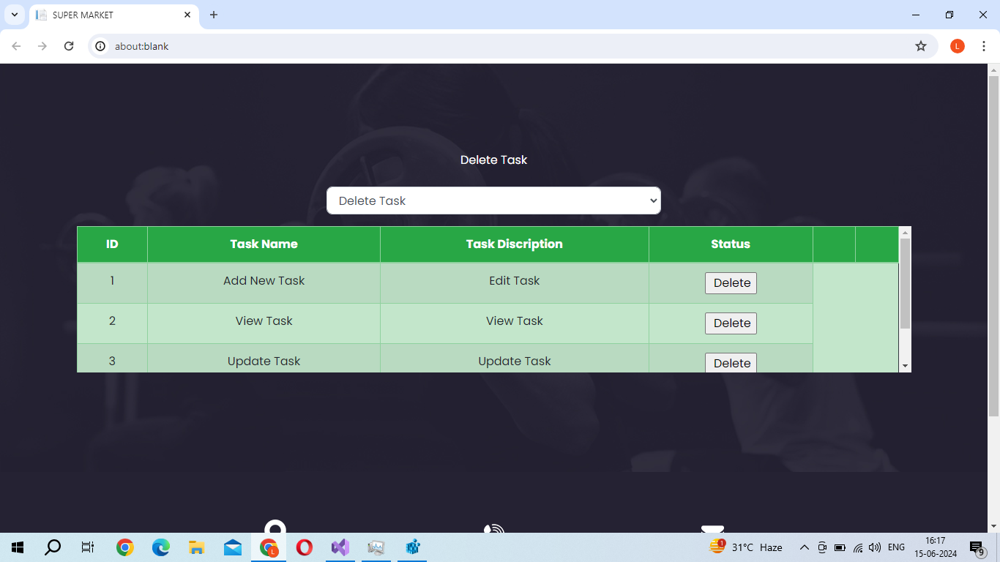 SUPER MARKET
about:blank
L
Delete Task
Delete Task
ID Task Name Task Discription Status
1 Add New Task Edit Task Delete
2 View Task View Task Delete
3 Update Task Update Task Delete
L
1
31°C Haze
ENG
16:17
15-06-2024
9